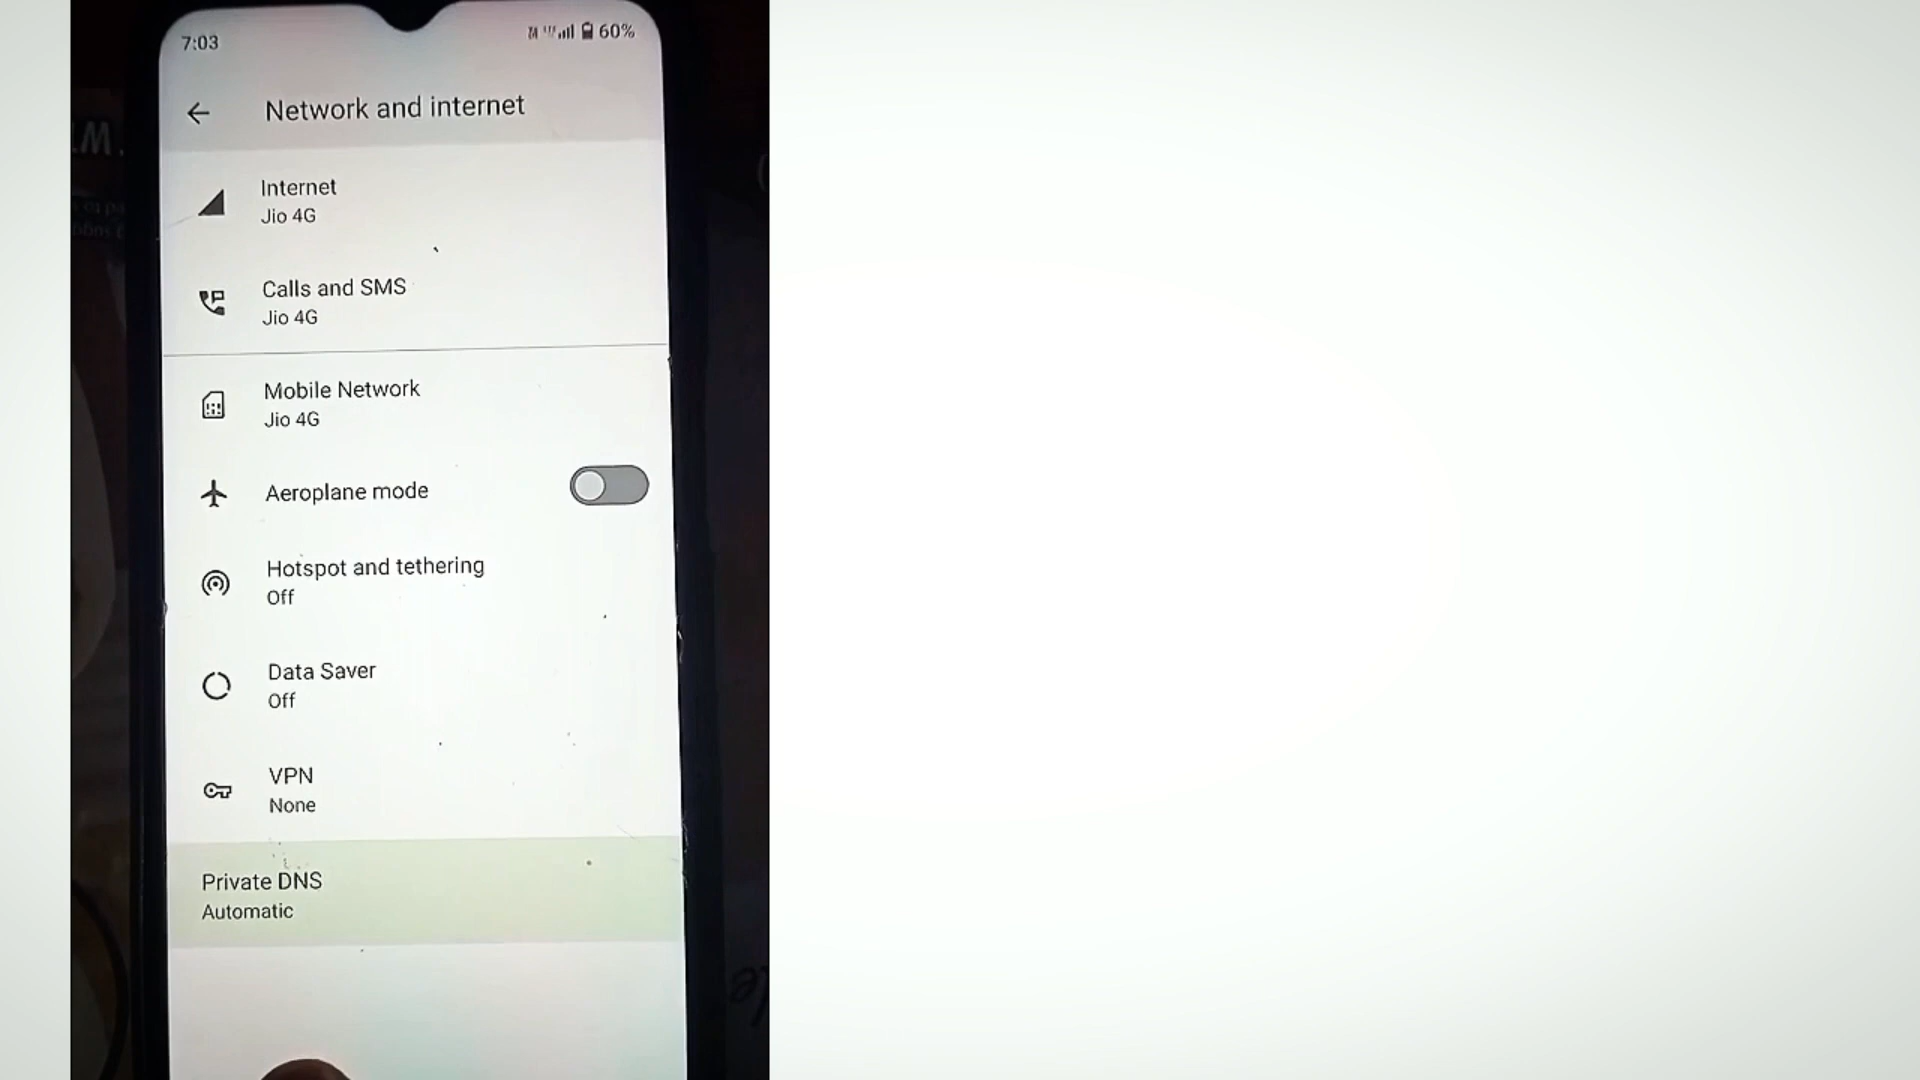 7:03
60%
Network and internet
Internet
Jio 4G
Calls and SMS
Jio 4G
Mobile Network
Jio 4G
Aeroplane mode
Hotspot and tethering
Off
Data Saver
Off
VPN
None
Private DNS
Automatic